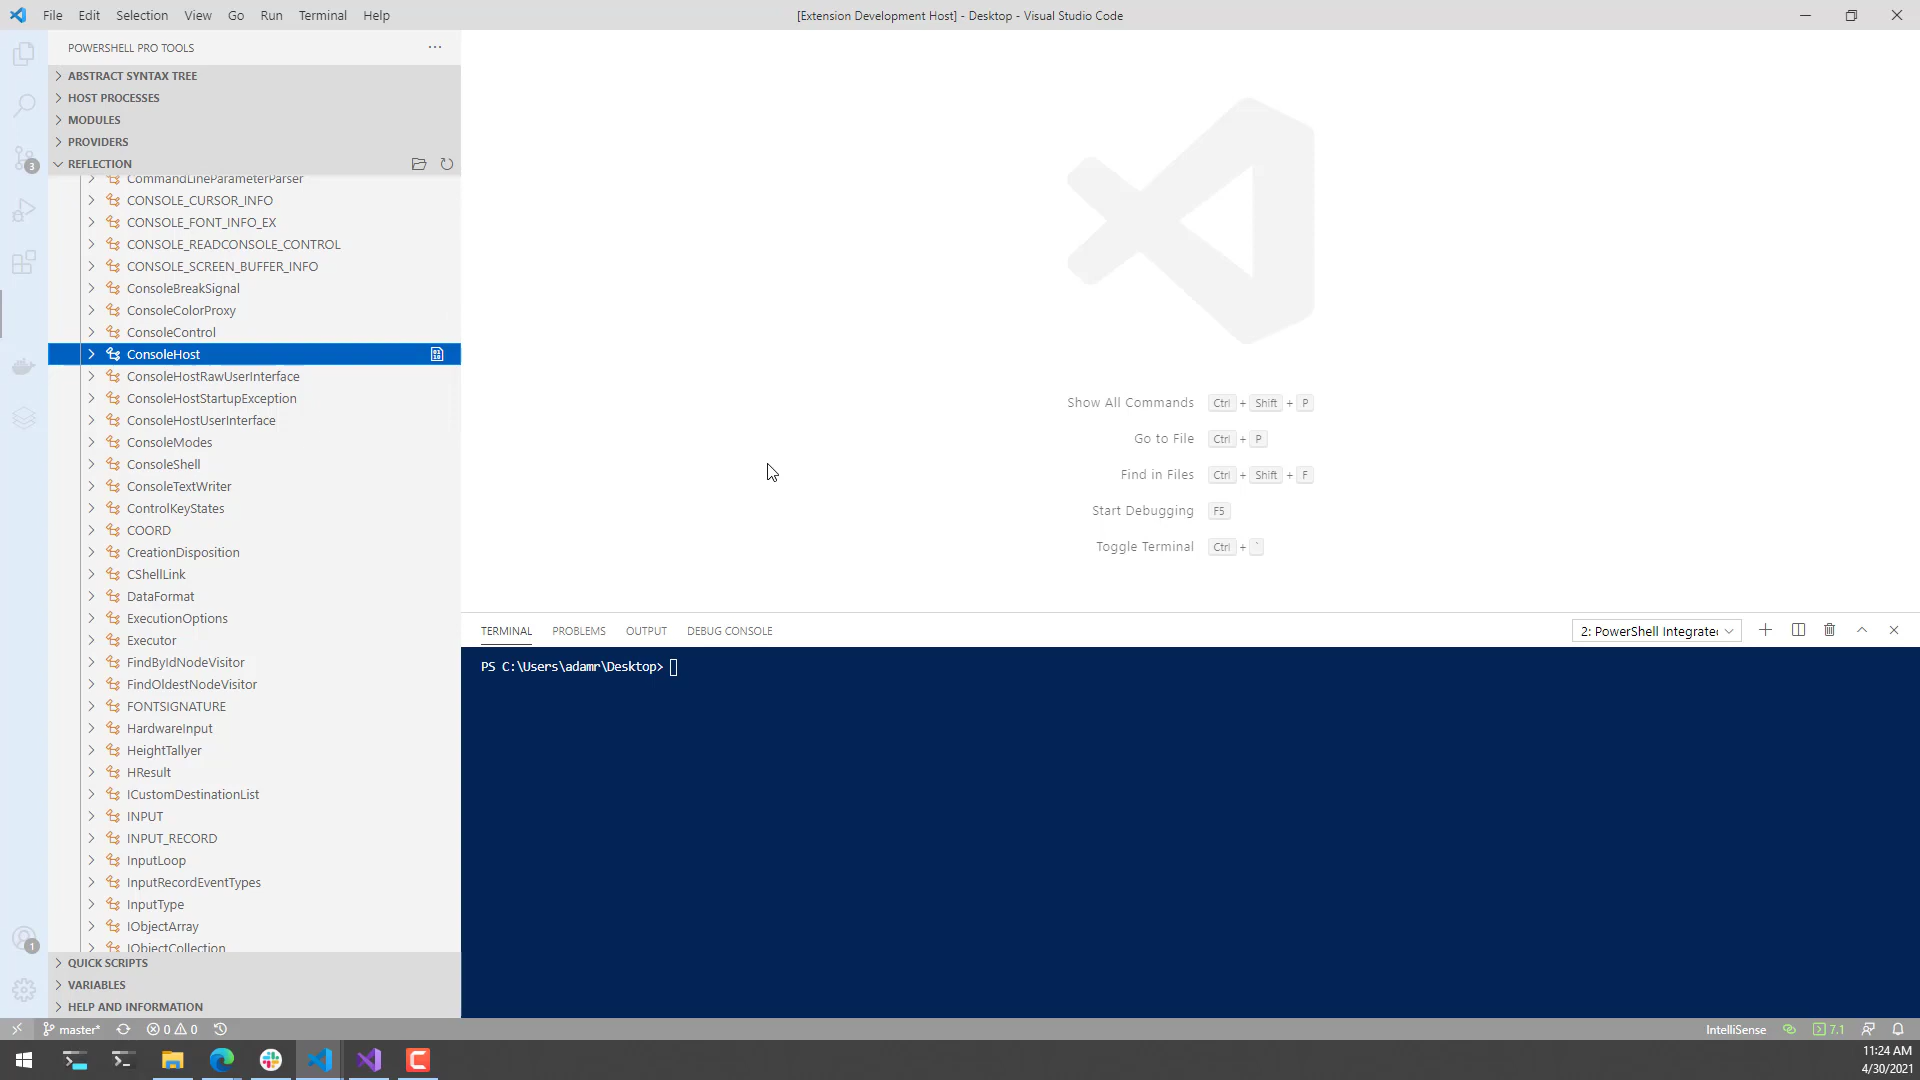 File Edit Selection View Go Run Terminal Help
[Extension Development Host] - Desktop - Visual Studio Code
POWERSHELL PRO TOOLS
ABSTRACT SYNTAX TREE
HOST PROCESSES
MODULES
PROVIDERS
REFLECTION
CommandLineParameterParser
CONSOLE_CURSOR_INFO
CONSOLE_FONT_INFO_EX
CONSOLE_READCONSOLE_CONTROL
CONSOLE_SCREEN_BUFFER_INFO
ConsoleBreakSignal
ConsoleColorProxy
ConsoleControl
ConsoleHost
ConsoleHostRawUserInterface
ConsoleHostStartupException
ConsoleHostUserInterface
ConsoleModes
ConsoleShell
ConsoleTextWriter
ControlKeyStates
COORD
CreationDisposition
CShellLink
DataFormat
ExecutionOptions
Executor
FindByIdNodeVisitor
FindOldestNodeVisitor
FONTSIGNATURE
HardwareInput
HeightTallyer
HResult
ICustomDestinationList
INPUT
INPUT_RECORD
InputLoop
InputRecordEventTypes
InputType
IObjectArray
IObjectCollection
QUICK SCRIPTS
VARIABLES
HELP AND INFORMATION
3
1
Show All Commands Ctrl + Shift + P
Go to File Ctrl + P
Find in Files Ctrl + Shift + F
Start Debugging F5
Toggle Terminal Ctrl + `
TERMINAL PROBLEMS OUTPUT DEBUG CONSOLE
2: PowerShell Integrate
PS C:\Users\adamr\Desktop>
master* 0 0
IntelliSense 7.1
11:24 AM
4/30/2021